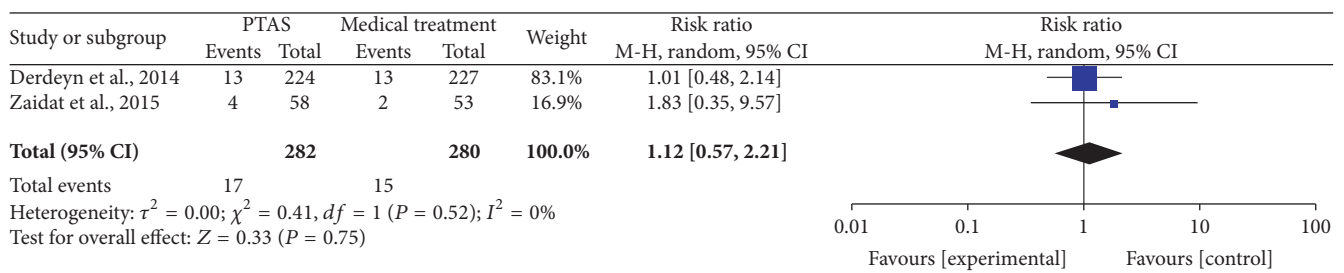 Study or subgroup PTAS Medical treatment Weight Risk ratio Risk ratio
Events Total Events Total M-H, random, 95% CI M-H, random, 95% CI
Derdeyn et al., 2014 13 224 13 227 83.1% 1.01 [0.48, 2.14]
Zaidat et al., 2015 4 58 2 53 16.9% 1.83 [0.35, 9.57]
Total (95% CI) 282 280 100.0% 1.12 [0.57, 2.21]
Total events 17 15
Heterogeneity: τ² = 0.00; χ² = 0.41, df = 1 (P = 0.52); I² = 0%
Test for overall effect: Z = 0.33 (P = 0.75)
0.01 0.1 1 10 100
Favours [experimental] Favours [control]